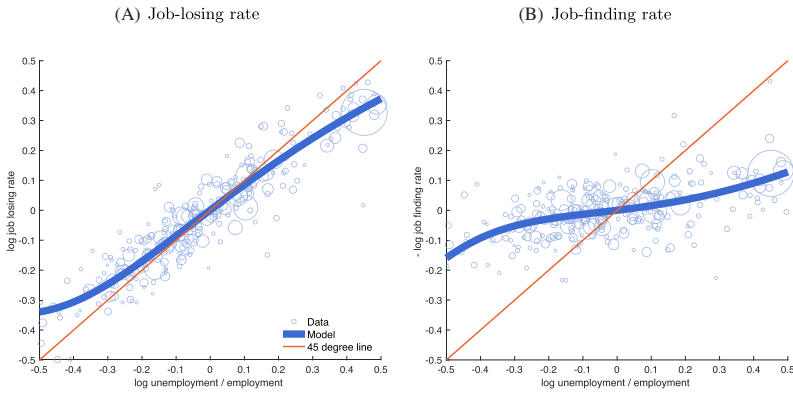 (A) Job-losing rate
0.5
0.4
0.3
0.2
0.1
0
-0.1
-0.2
-0.3
-0.4
-0.5
log job losing rate
Data
Model
45 degree line
-0.5 -0.4 -0.3 -0.2 -0.1 0 0.1 0.2 0.3 0.4 0.5
log unemployment / employment
(B) Job-finding rate
0.5
0.4
0.3
0.2
0.1
0
-0.1
-0.2
-0.3
-0.4
-0.5
- log job finding rate
-0.5 -0.4 -0.3 -0.2 -0.1 0 0.1 0.2 0.3 0.4 0.5
log unemployment / employment